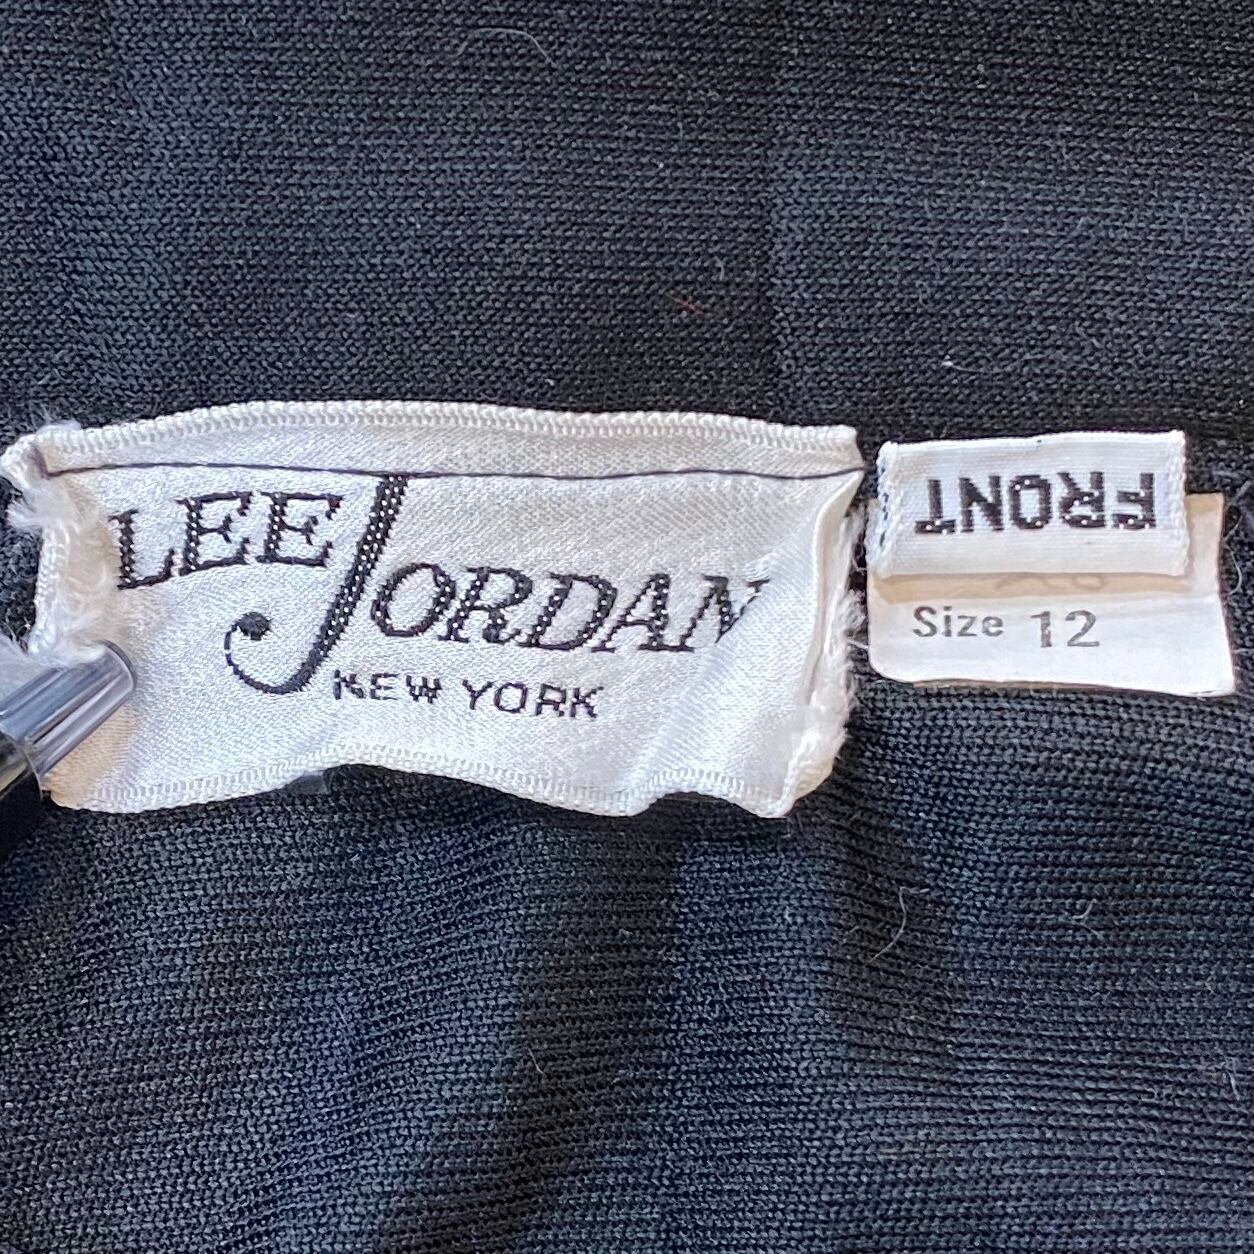 LEE JORDAN
NEW YORK
FRONT
Size 12